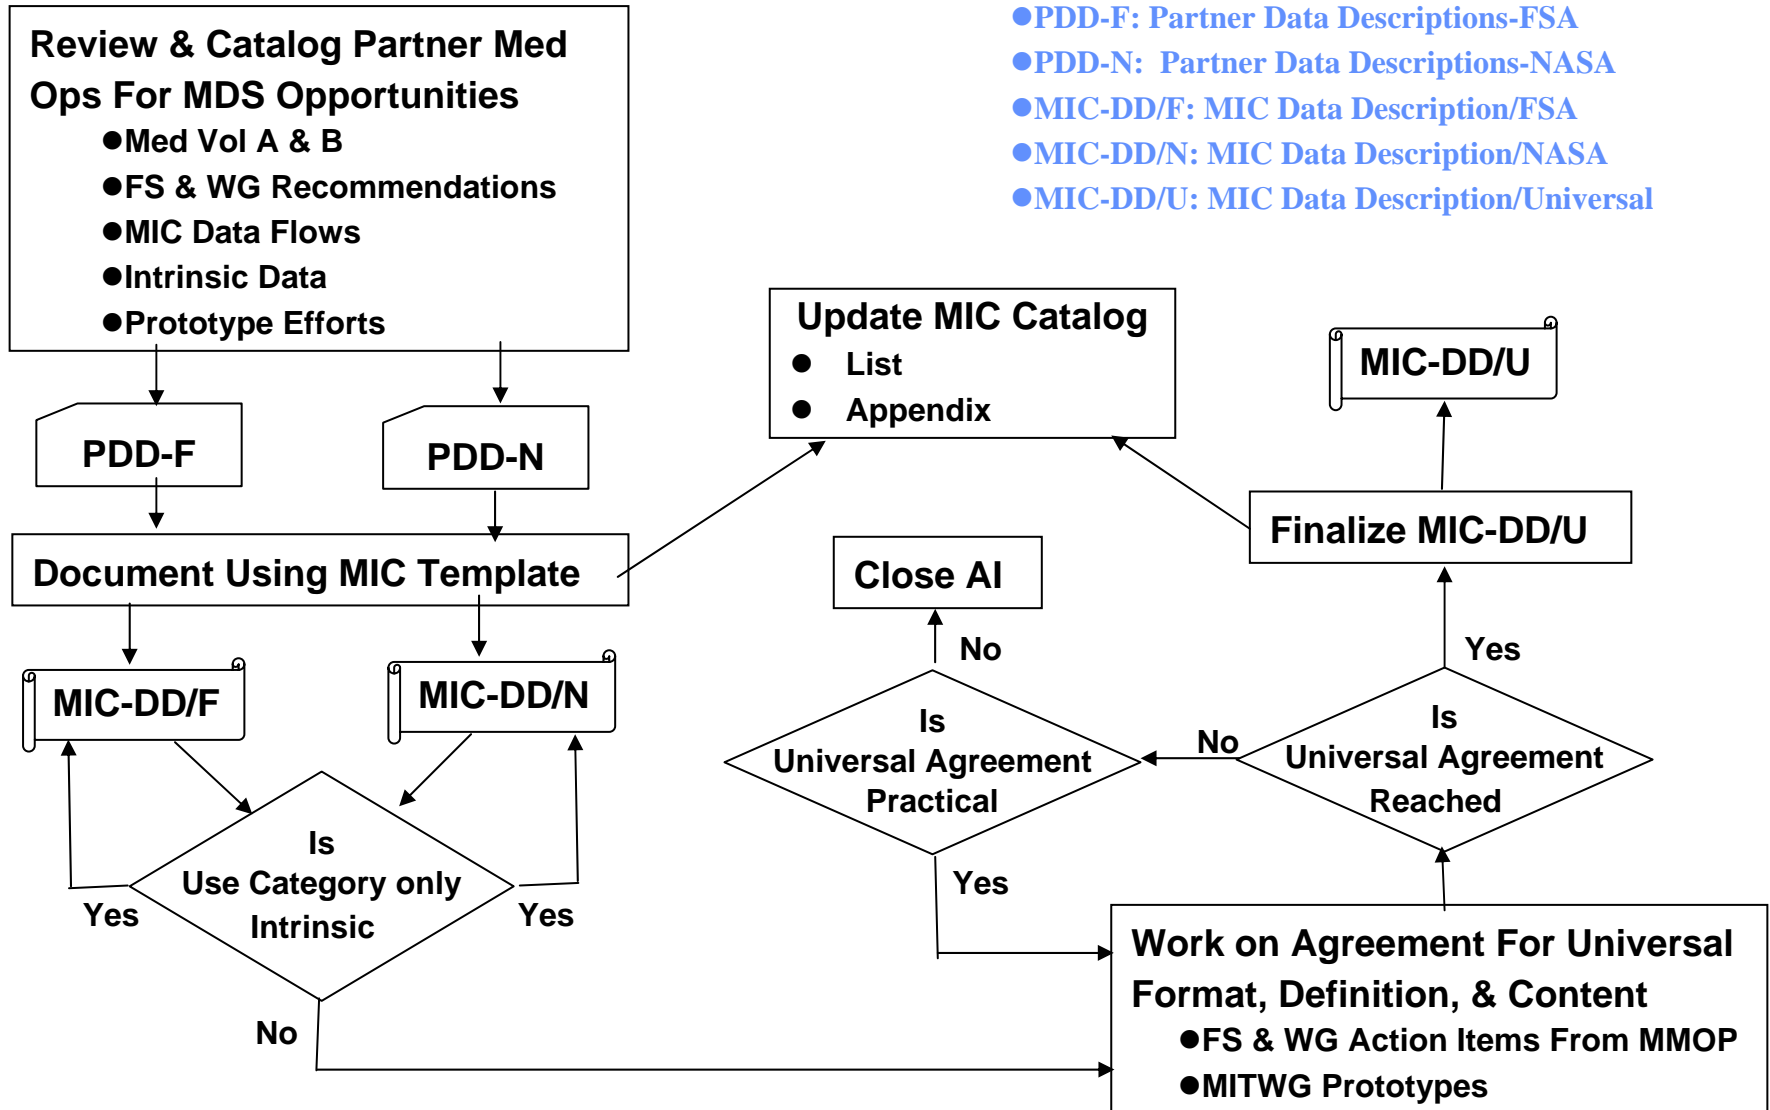 Review & Catalog Partner Med
Ops For MDS Opportunities
●Med Vol A & B
●FS & WG Recommendations
●MIC Data Flows
●Intrinsic Data
●Prototype Efforts
●PDD-F: Partner Data Descriptions-FSA
●PDD-N: Partner Data Descriptions-NASA
●MIC-DD/F: MIC Data Description/FSA
●MIC-DD/N: MIC Data Description/NASA
●MIC-DD/U: MIC Data Description/Universal
PDD-F
PDD-N
Document Using MIC Template
MIC-DD/F
MIC-DD/N
Is
Use Category only
Intrinsic
Yes
Yes
No
Update MIC Catalog
● List
● Appendix
MIC-DD/U
Finalize MIC-DD/U
Close AI
No
Yes
Is
Universal Agreement
Practical
No
Is
Universal Agreement
Reached
Yes
Work on Agreement For Universal
Format, Definition, & Content
●FS & WG Action Items From MMOP
●MITWG Prototypes